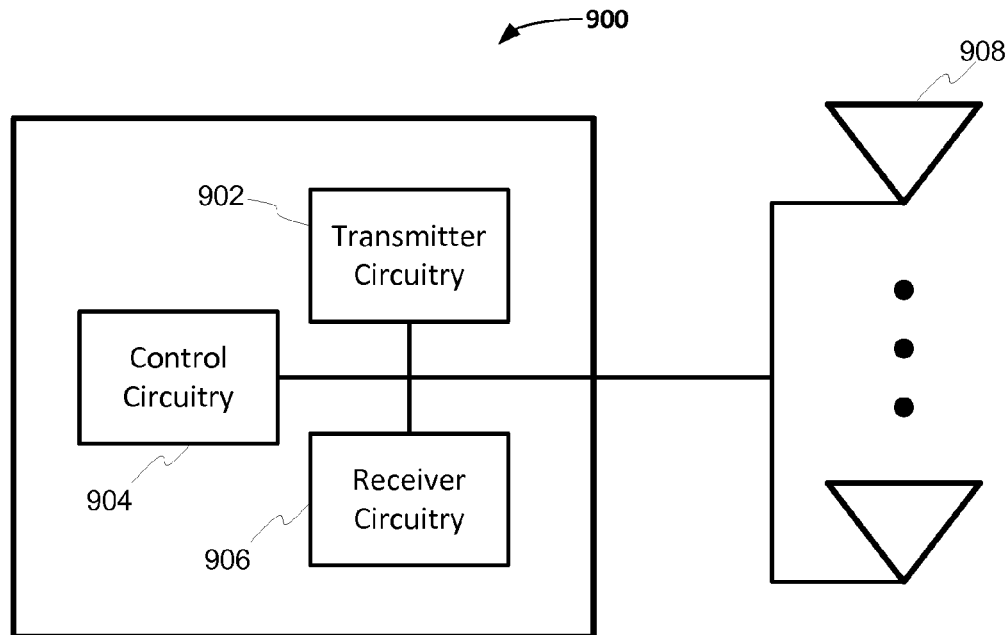 900
908
902
Transmitter
Circuitry
Control
Circuitry
904
Receiver
Circuitry
906